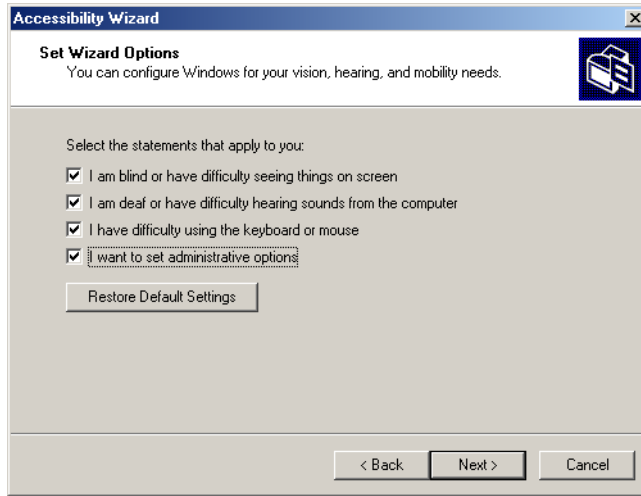 Accessibility Wizard
Set Wizard Options
You can configure Windows for your vision, hearing, and mobility needs.
Select the statements that apply to you:
I am blind or have difficulty seeing things on screen
I am deaf or have difficulty hearing sounds from the computer
I have difficulty using the keyboard or mouse
I want to set administrative options
Restore Default Settings
< Back Next > Cancel